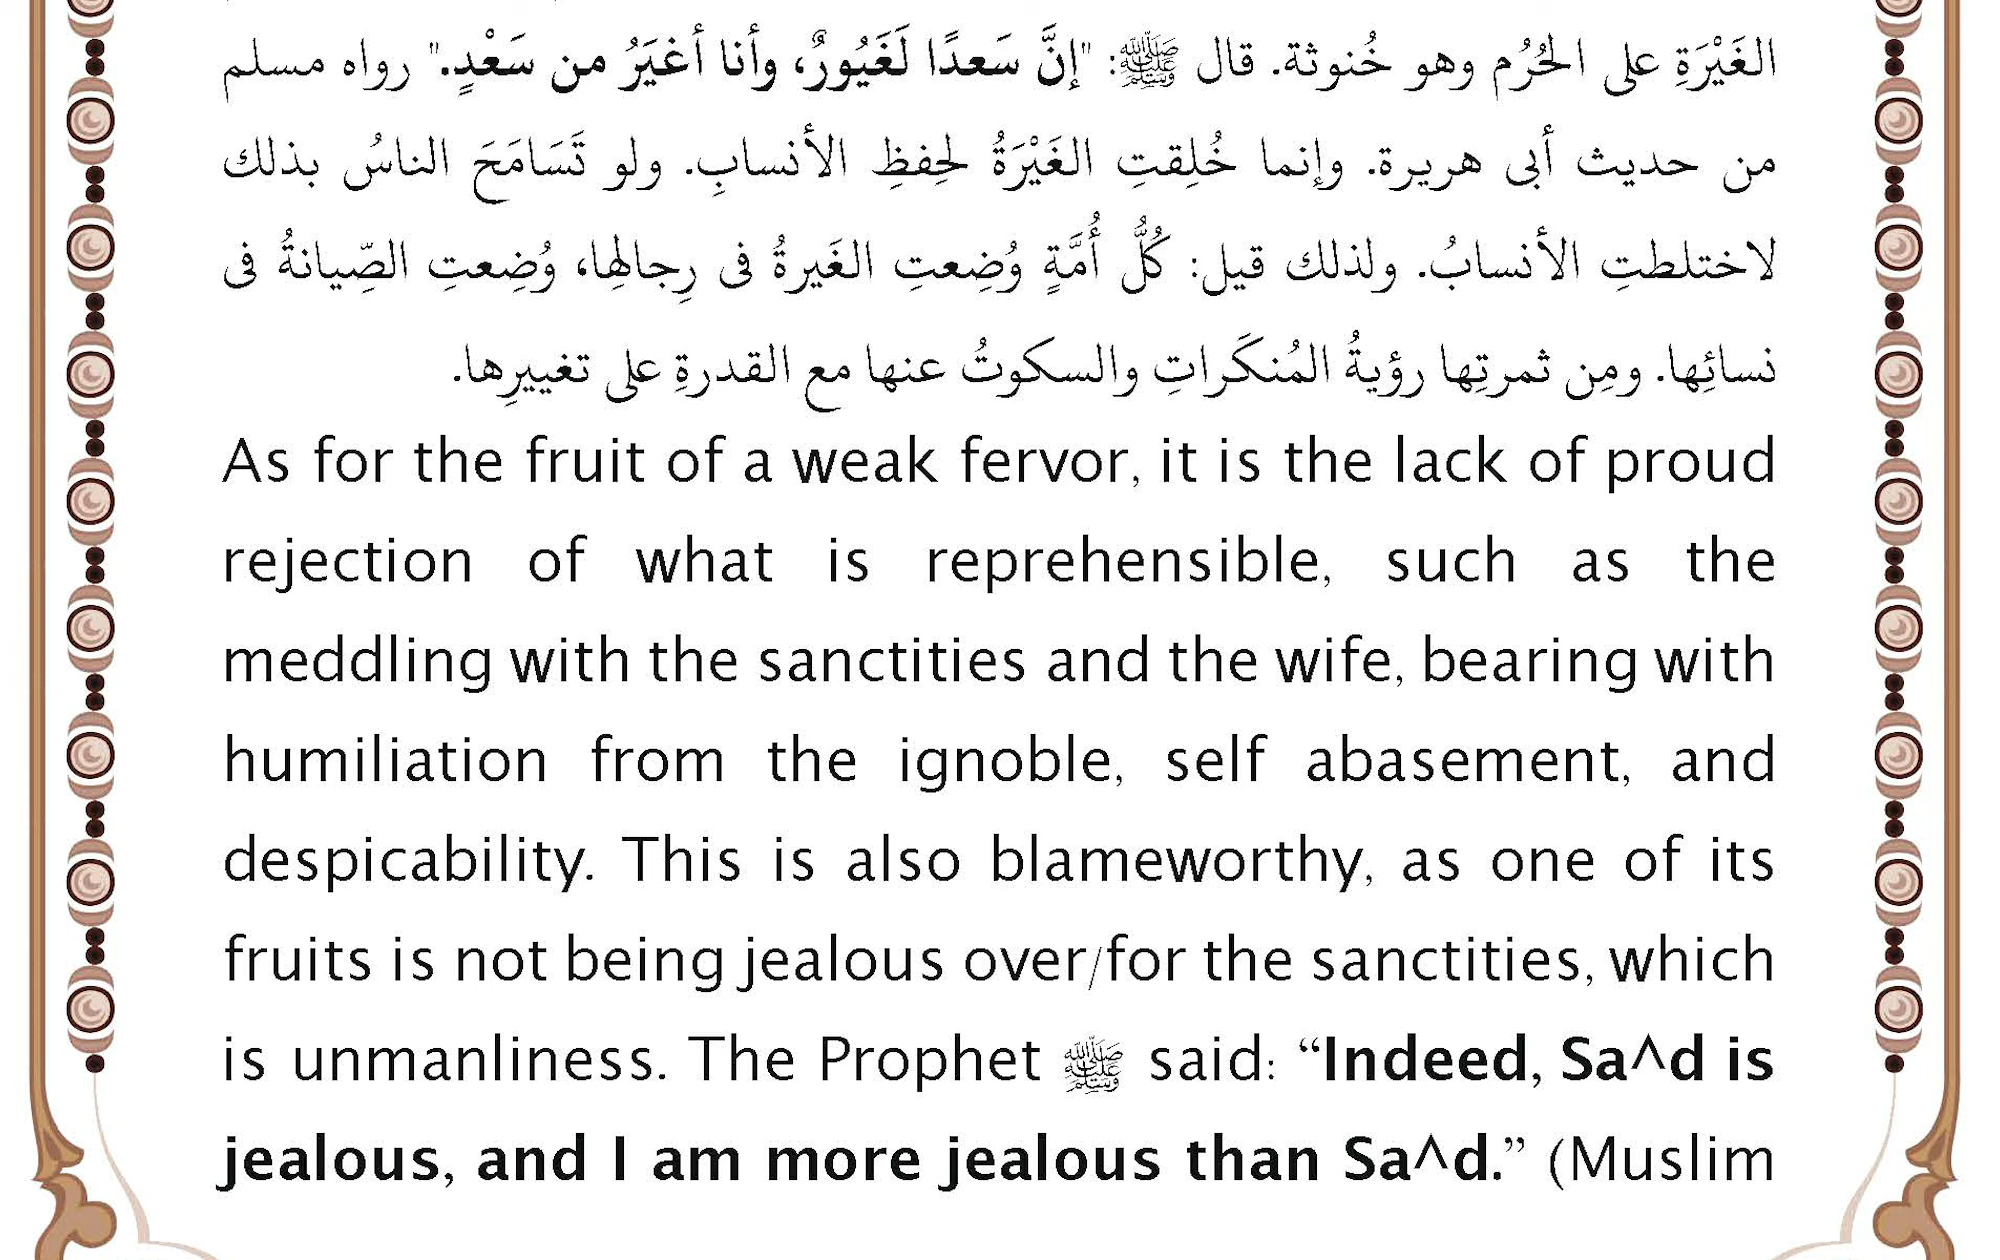 الغَيْرَةِ على الحُرُم وهو خُنوثة. قال ﷺ: "إنَّ سَعدًا لَغَيُورٌ، وأنا أغيَرُ من سَعْدٍ." رواه مسلم
من حديث أبى هريرة. وإنما خُلِقتِ الغَيْرَةُ لحِفظِ الأنسابِ. ولو تَسَامَحَ الناسُ بذلك
لاختلطتِ الأنسابُ. ولذلك قيل: كُلُّ أُمَّةٍ وُضِعتِ الغَيرةُ فى رِجالِها، وُضِعتِ الصِّيانةُ فى
نسائِها. ومِن ثمرتِها رؤيةُ المُنكَراتِ والسكوتُ عنها مع القدرةِ على تغييرِها.
As for the fruit of a weak fervor, it is the lack of proud
rejection of what is reprehensible, such as the
meddling with the sanctities and the wife, bearing with
humiliation from the ignoble, self abasement, and
despicability. This is also blameworthy, as one of its
fruits is not being jealous over/for the sanctities, which
is unmanliness. The Prophet ﷺ said: “Indeed, Sa^d is
jealous, and I am more jealous than Sa^d.” (Muslim